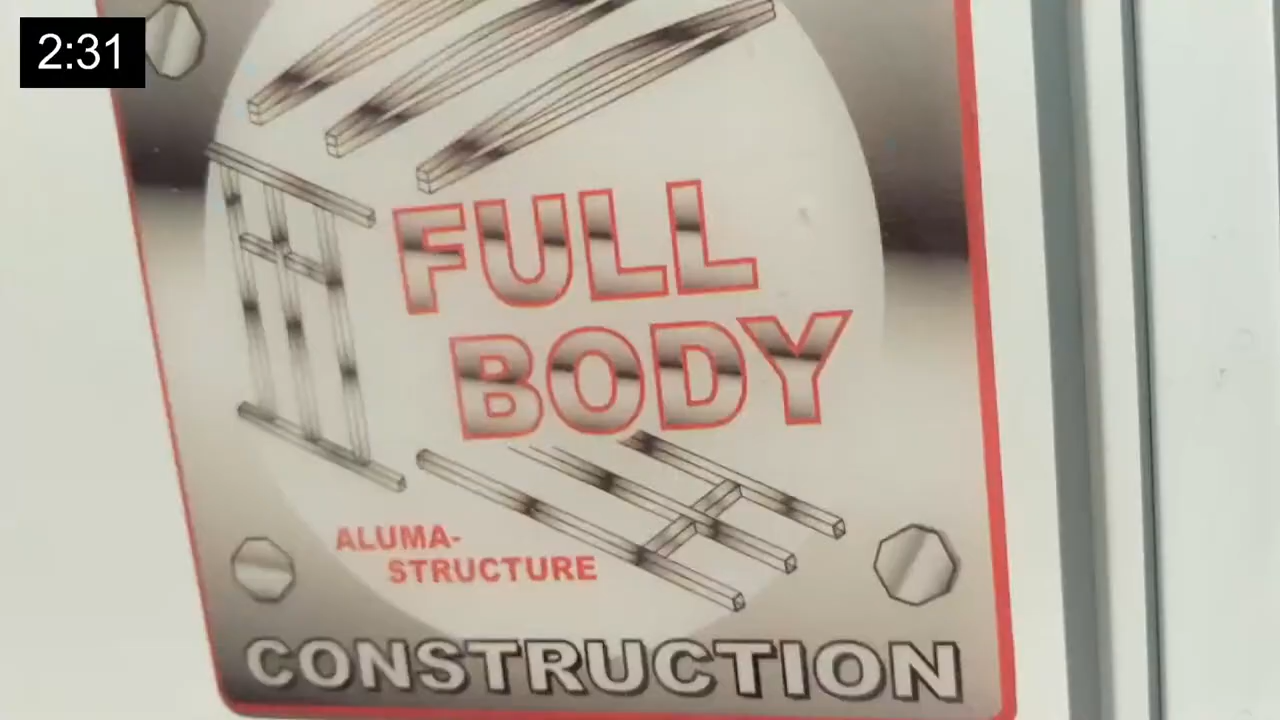 2:31
FULL
BODY
ALUMA-
STRUCTURE
CONSTRUCTION